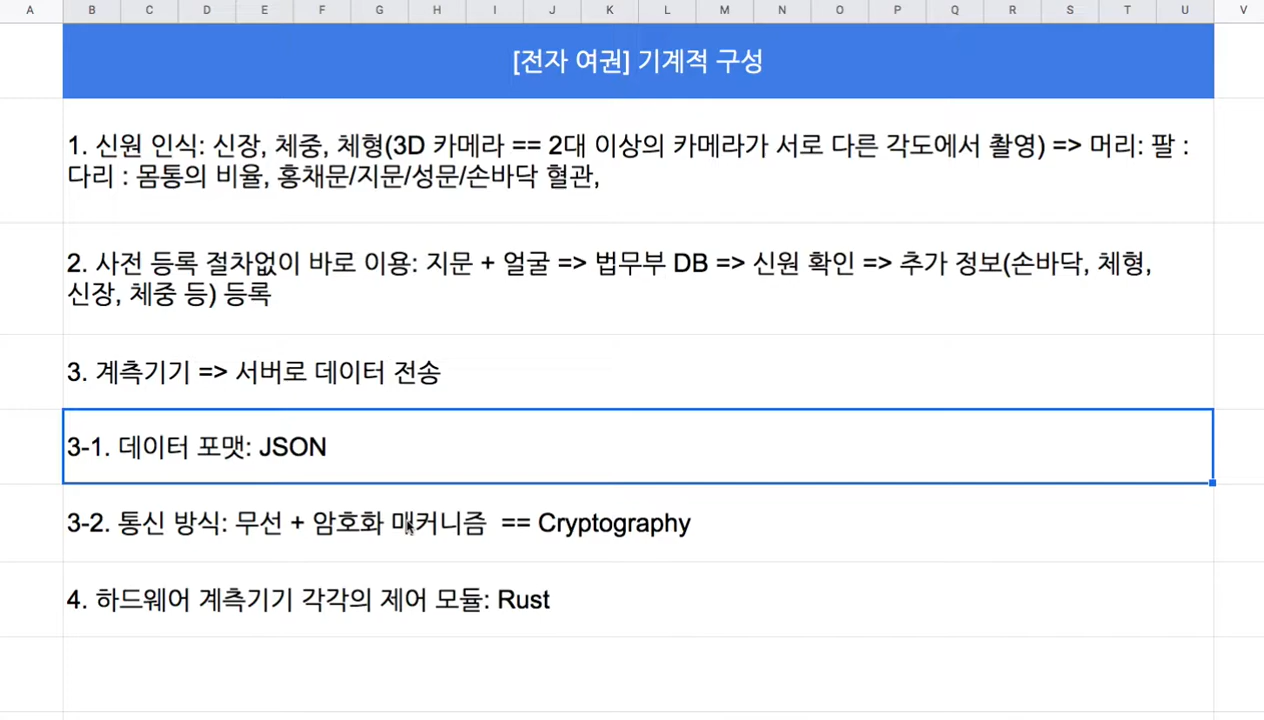 A B C D E F G H I J K L M N O P Q R S T U V
[전자 여권] 기계적 구성
1. 신원 인식: 신장, 체중, 체형(3D 카메라 == 2대 이상의 카메라가 서로 다른 각도에서 촬영) => 머리: 팔 :
다리 : 몸통의 비율, 홍채문/지문/성문/손바닥 혈관,
2. 사전 등록 절차없이 바로 이용: 지문 + 얼굴 => 법무부 DB => 신원 확인 => 추가 정보(손바닥, 체형,
신장, 체중 등) 등록
3. 계측기기 => 서버로 데이터 전송
3-1. 데이터 포맷: JSON
3-2. 통신 방식: 무선 + 암호화 매커니즘 == Cryptography
4. 하드웨어 계측기기 각각의 제어 모듈: Rust